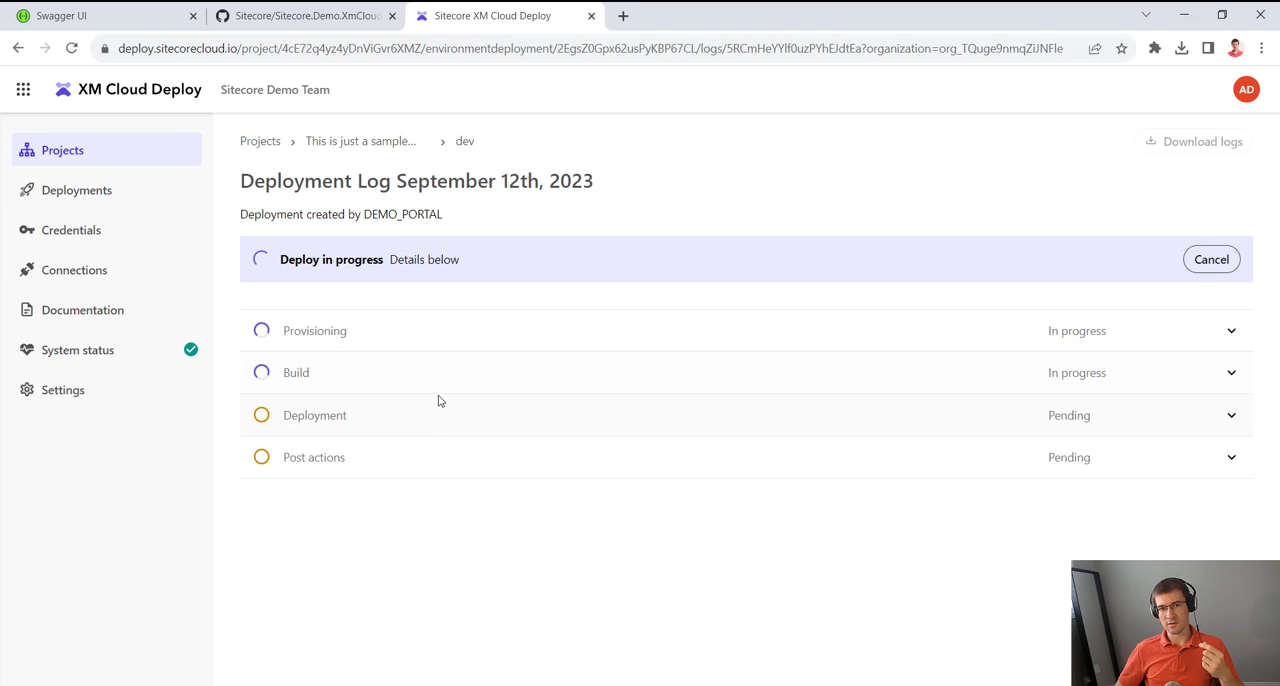 Swagger UI
Sitecore/Sitecore.Demo.XmCloud
Sitecore XM Cloud Deploy
deploy.sitecorecloud.io/project/4cE72q4yz4yDnViGvr6XMZ/environmentdeployment/2EgsZ0Gpx62usPyKBP67CL/logs/5RCmHeYYlf0uzPYhEJdtEa?organization=org_TQuge9nmqZiJNFle
XM Cloud Deploy
Sitecore Demo Team
AD
Projects
Deployments
Credentials
Connections
Documentation
System status
Settings
Projects > This is just a sample... > dev
Download logs
Deployment Log September 12th, 2023
Deployment created by DEMO_PORTAL
Deploy in progress Details below
Cancel
Provisioning In progress
Build In progress
Deployment Pending
Post actions Pending